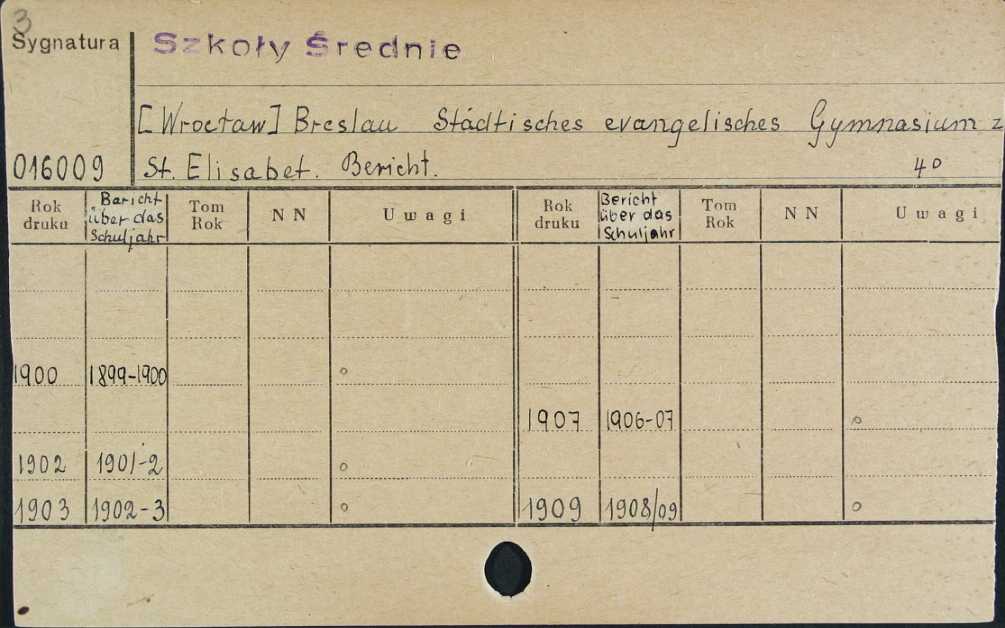 3
Sygnatura Szkoły Średnie
[Wrocław] Breslau Städtisches evangelisches Gymnasium z
016009 St. Elisabet. Bericht. 4°
Rok druku Baricht über das Schuljahr Tom Rok N N Uwagi Rok druku Bericht über das Schuljahr Tom Rok N N Uwagi
1900 1899-1900 °
1907 1906-07 °
1902 1901-2 °
1903 1902-3 ° 1909 1908/09 °